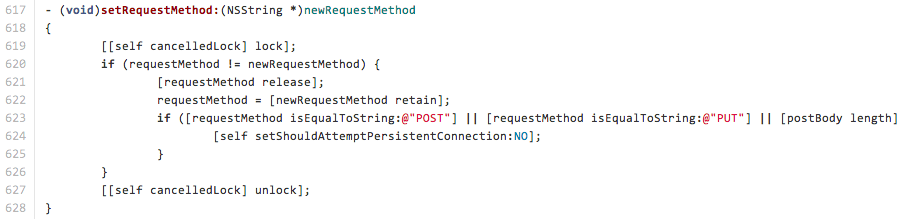 617 - (void)setRequestMethod:(NSString *)newRequestMethod
618 {
619         [[self cancelledLock] lock];
620         if (requestMethod != newRequestMethod) {
621                 [requestMethod release];
622                 requestMethod = [newRequestMethod retain];
623                 if ([requestMethod isEqualToString:@"POST"] || [requestMethod isEqualToString:@"PUT"] || [postBody length]
624                         [self setShouldAttemptPersistentConnection:NO];
625                 }
626         }
627         [[self cancelledLock] unlock];
628 }